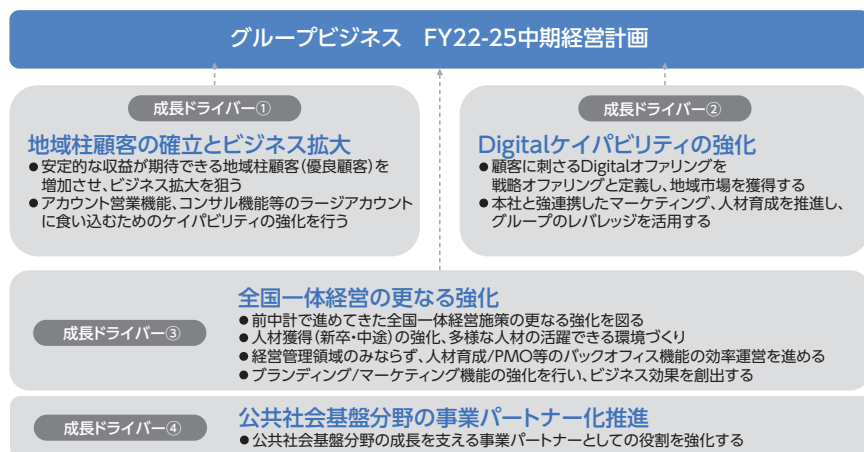 グループビジネス　FY22-25中期経営計画
成長ドライバー①
地域柱顧客の確立とビジネス拡大
●安定的な収益が期待できる地域柱顧客(優良顧客)を
増加させ、ビジネス拡大を狙う
●アカウント営業機能、コンサル機能等のラージアカウント
に食い込むためのケイパビリティの強化を行う
成長ドライバー②
Digitalケイパビリティの強化
●顧客に刺さるDigitalオファリングを
戦略オファリングと定義し、地域市場を獲得する
●本社と強連携したマーケティング、人材育成を推進し、
グループのレバレッジを活用する
成長ドライバー③
全国一体経営の更なる強化
●前中計で進めてきた全国一体経営施策の更なる強化を図る
●人材獲得(新卒・中途)の強化、多様な人材の活躍できる環境づくり
●経営管理領域のみならず、人材育成/PMO等のバックオフィス機能の効率運営を進める
●ブランディング/マーケティング機能の強化を行い、ビジネス効果を創出する
成長ドライバー④
公共社会基盤分野の事業パートナー化推進
●公共社会基盤分野の成長を支える事業パートナーとしての役割を強化する